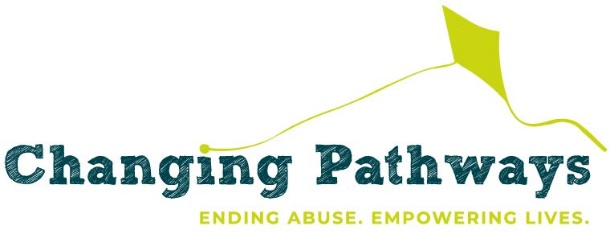 Changing Pathways
ENDING ABUSE. EMPOWERING LIVES.